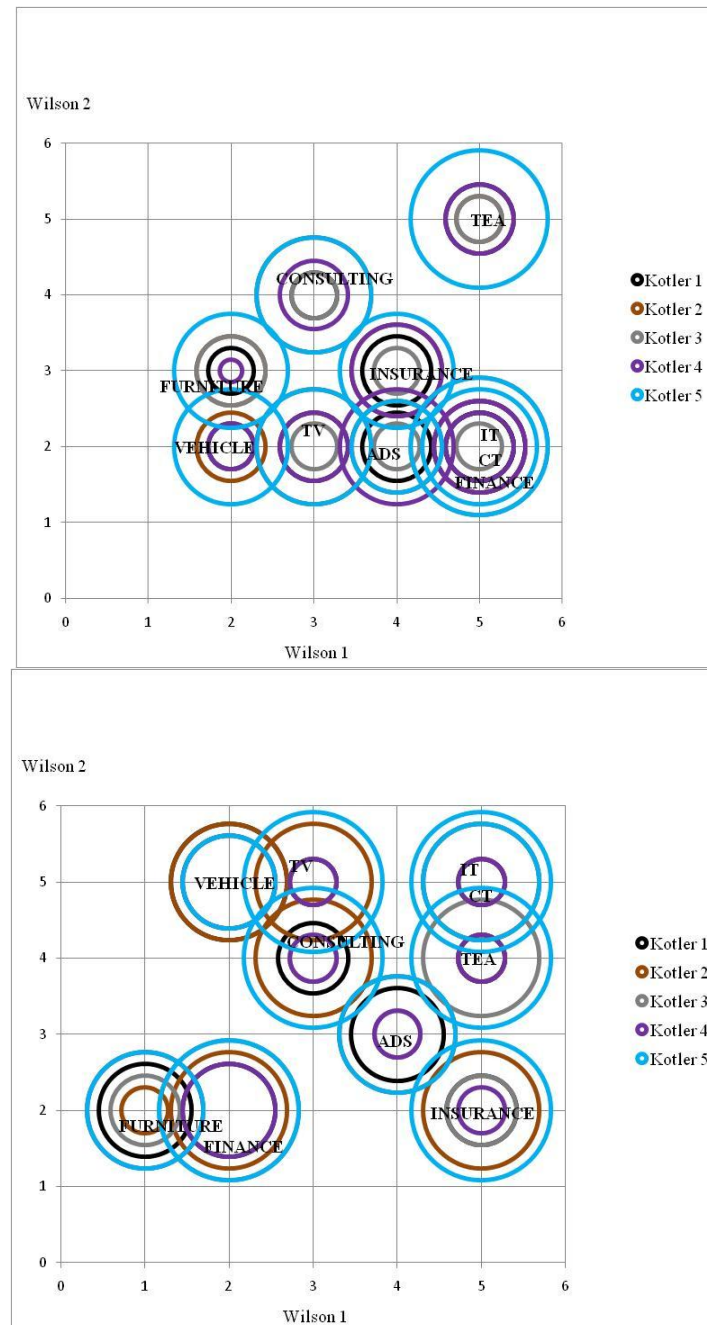 Wilson 2
6
5
4
3
2
1
0
TEA
CONSULTING
INSURANCE
FURNITURE
TV
VEHICLE
ADS
IT
CT
FINANCE
0 1 2 3 4 5 6
Wilson 1
Kotler 1
Kotler 2
Kotler 3
Kotler 4
Kotler 5
Wilson 2
6
5
4
3
2
1
0
TV
IT
VEHICLE
CT
CONSULTING
TEA
ADS
FURNITURE
INSURANCE
FINANCE
0 1 2 3 4 5 6
Wilson 1
Kotler 1
Kotler 2
Kotler 3
Kotler 4
Kotler 5